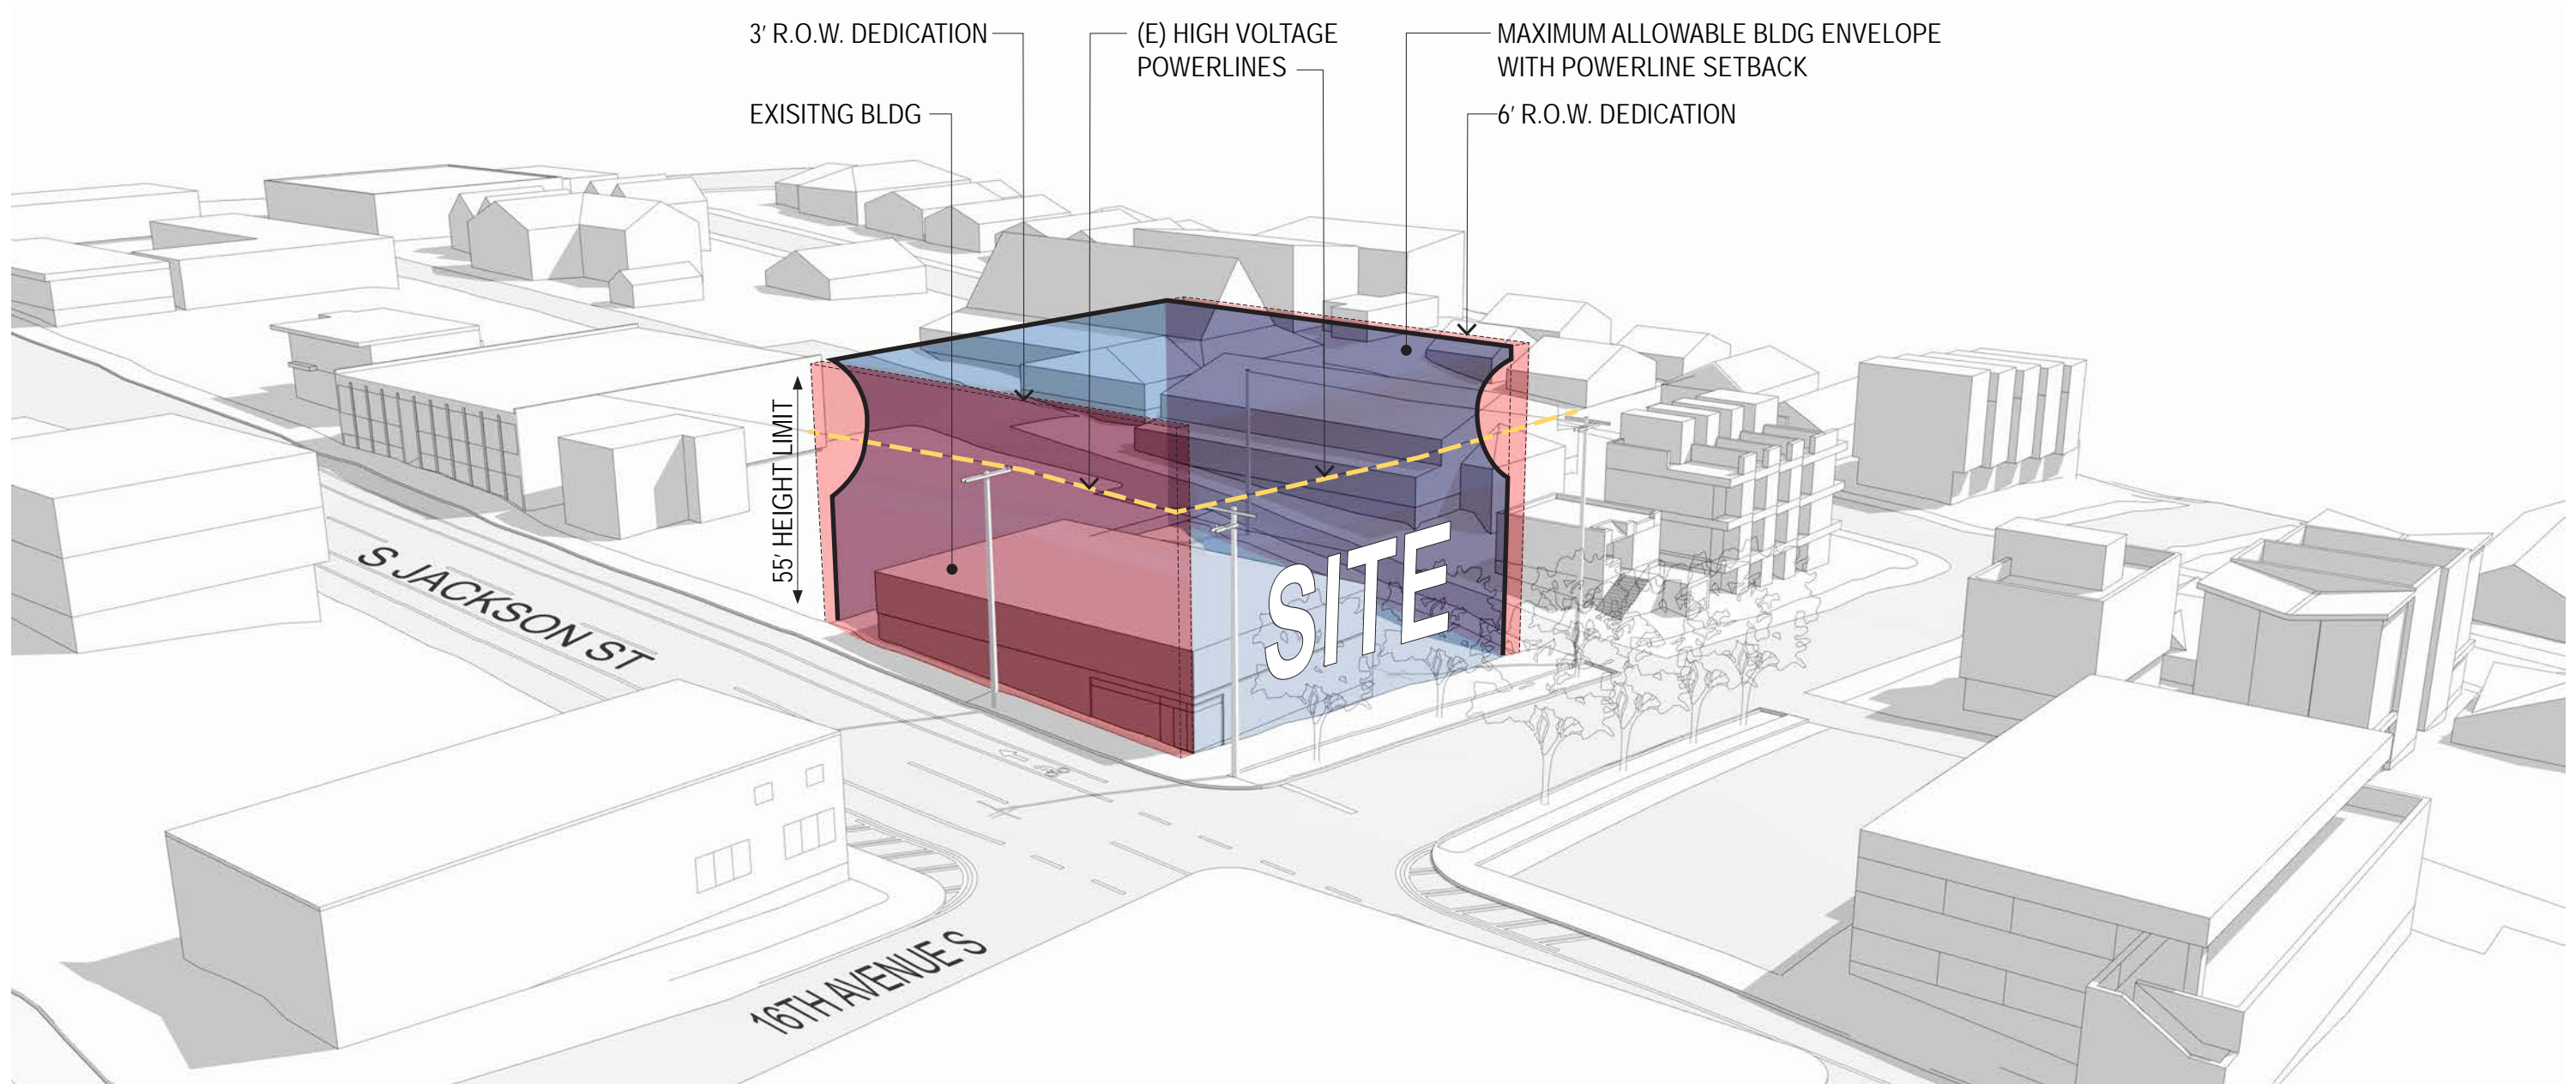 3' R.O.W. DEDICATION
(E) HIGH VOLTAGE
POWERLINES
MAXIMUM ALLOWABLE BLDG ENVELOPE
WITH POWERLINE SETBACK
EXISITNG BLDG
6' R.O.W. DEDICATION
55' HEIGHT LIMIT
S JACKSON ST
SITE
16TH AVENUE S